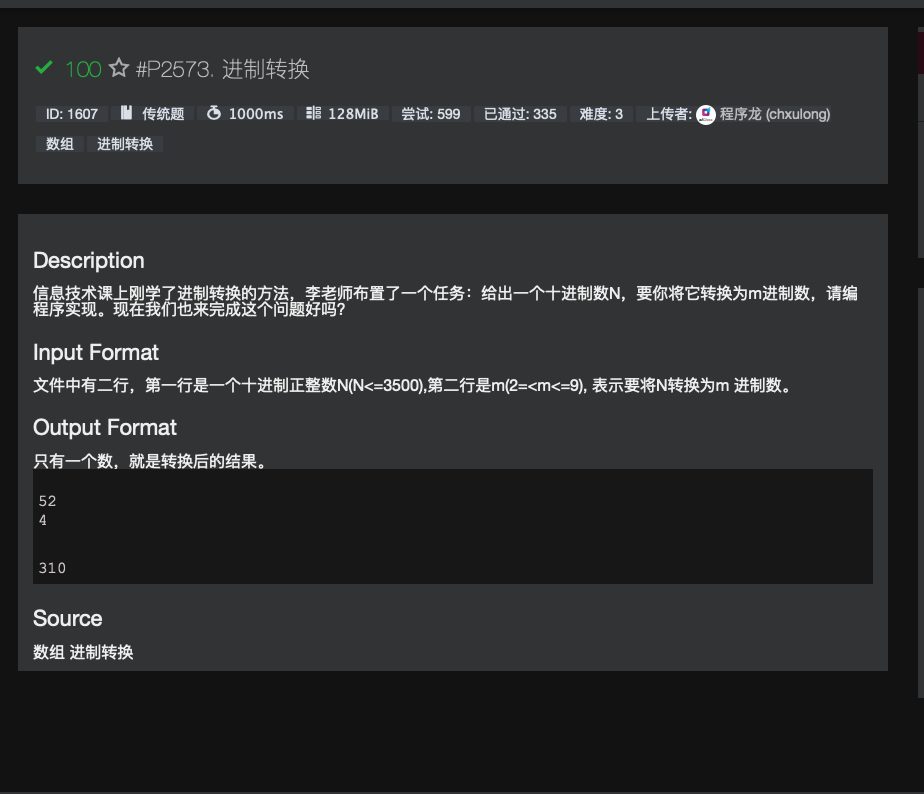 100 #P2573. 进制转换
ID: 1607 传统题 1000ms 128MiB 尝试: 599 已通过: 335 难度: 3 上传者: 程序龙 (chxulong)
数组 进制转换
Description
信息技术课上刚学了进制转换的方法，李老师布置了一个任务：给出一个十进制数N，要你将它转换为m进制数，请编
程序实现。现在我们也来完成这个问题好吗?
Input Format
文件中有二行，第一行是一个十进制正整数N(N<=3500),第二行是m(2=<m<=9), 表示要将N转换为m 进制数。
Output Format
只有一个数，就是转换后的结果。
52
4
310
Source
数组 进制转换